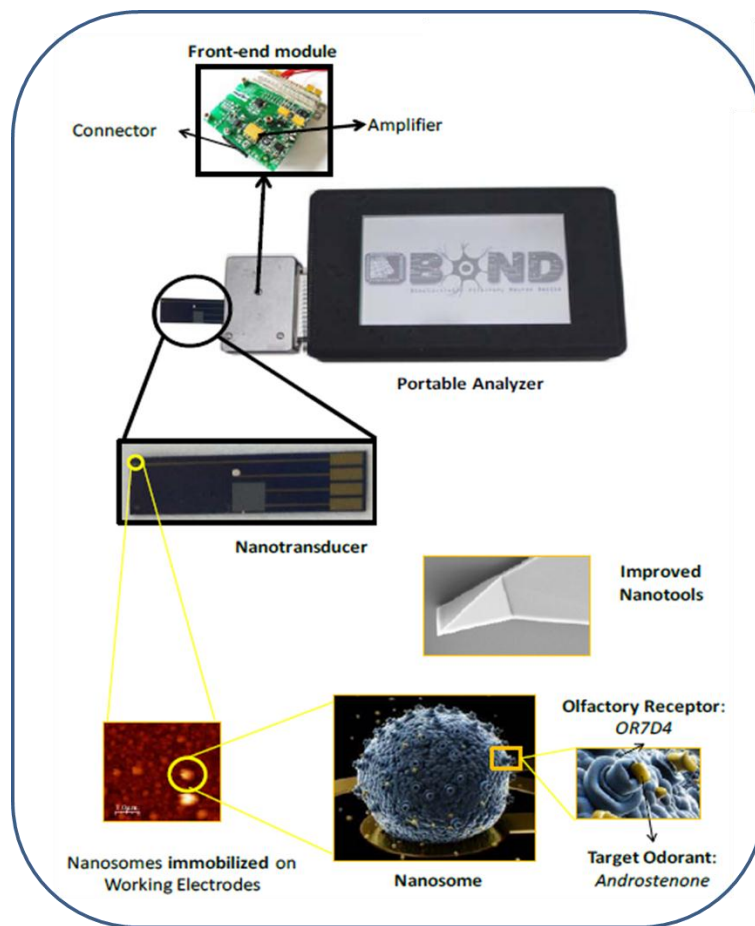 Front-end module
Connector
Amplifier
BOND
Portable Analyzer
Nanotransducer
Improved
Nanotools
Olfactory Receptor:
OR7D4
Nanosomes immobilized on
Working Electrodes
Nanosome
Target Odorant:
Androstenone